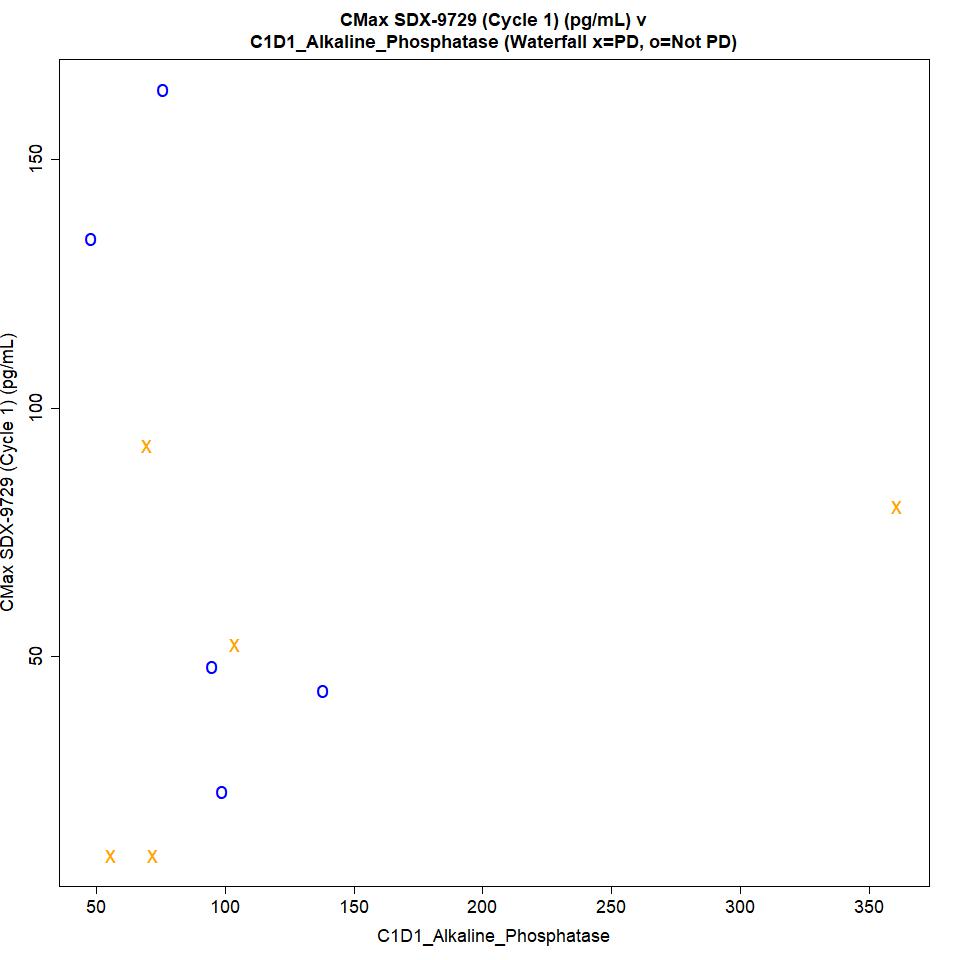 CMax SDX-9729 (Cycle 1) (pg/mL) v
C1D1_Alkaline_Phosphatase (Waterfall x=PD, o=Not PD)
CMax SDX-9729 (Cycle 1) (pg/mL)
150
100
50
O
O
X
X
X
O
O
O
X
X
50
100
150
200
250
300
350
C1D1_Alkaline_Phosphatase